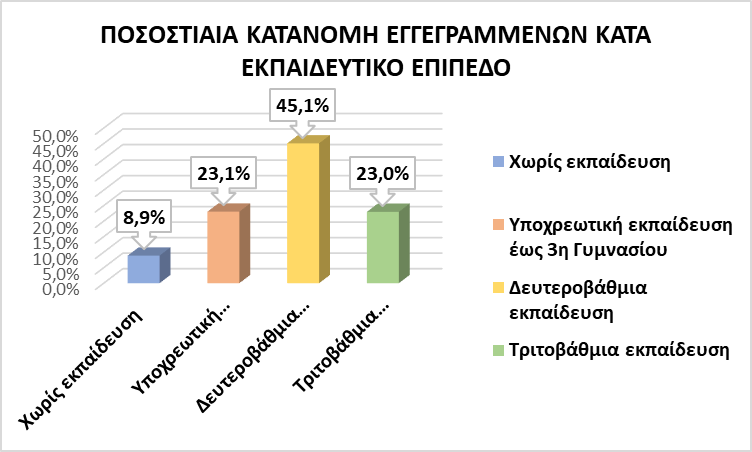 ΠΟΣΟΣΤΙΑΙΑ ΚΑΤΑΝΟΜΗ ΕΓΓΕΓΡΑΜΜΕΝΩΝ ΚΑΤΑ
ΕΚΠΑΙΔΕΥΤΙΚΟ ΕΠΙΠΕΔΟ
50,0%
45,0%
40,0%
35,0%
30,0%
25,0%
20,0%
15,0%
10,0%
5,0%
0,0%
8,9%
23,1%
45,1%
23,0%
Χωρίς εκπαίδευση
Υποχρεωτική...
Δευτεροβάθμια...
Τριτοβάθμια...
Χωρίς εκπαίδευση
Υποχρεωτική εκπαίδευση
έως 3η Γυμνασίου
Δευτεροβάθμια
εκπαίδευση
Τριτοβάθμια εκπαίδευση